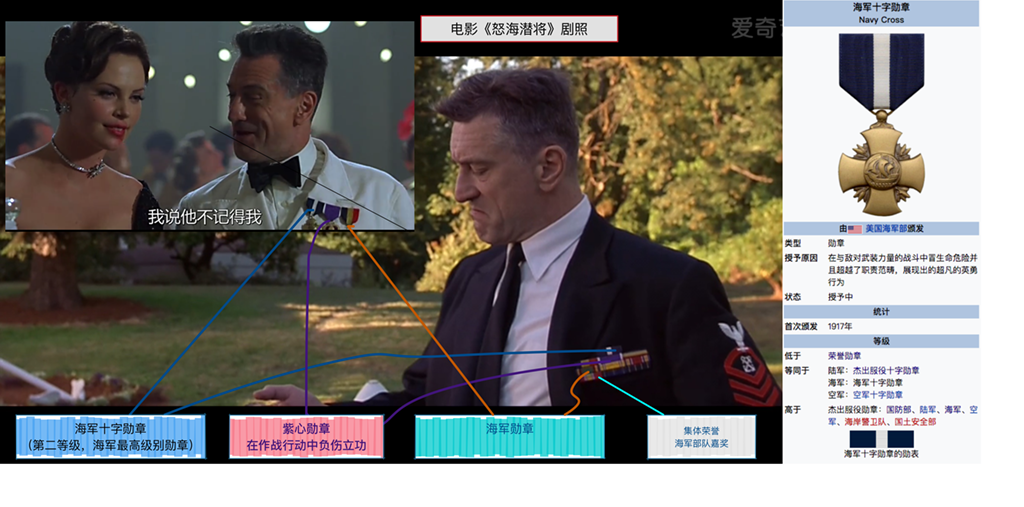 电影《怒海潜将》剧照
爱奇
我说他不记得我
海军十字勋章
（第二等级，海军最高级别勋章）
紫心勋章
在作战行动中负伤立功
海军勋章
集体荣誉
海军部队嘉奖
海军十字勋章
Navy Cross
由 美国海军部颁发
类型 勋章
授予原因 在与敌对武装力量的战斗中冒生命危险并
且超越了职责范畴，展现出的超凡的英勇
行为
状态 授予中
统计
首次颁发 1917年
等级
低于 荣誉勋章
等同于 陆军：杰出服役十字勋章
海军：海军十字勋章
空军：空军十字勋章
高于 杰出服役勋章：国防部、陆军、海军、空
军、海岸警卫队、国土安全部
海军十字勋章的勋表